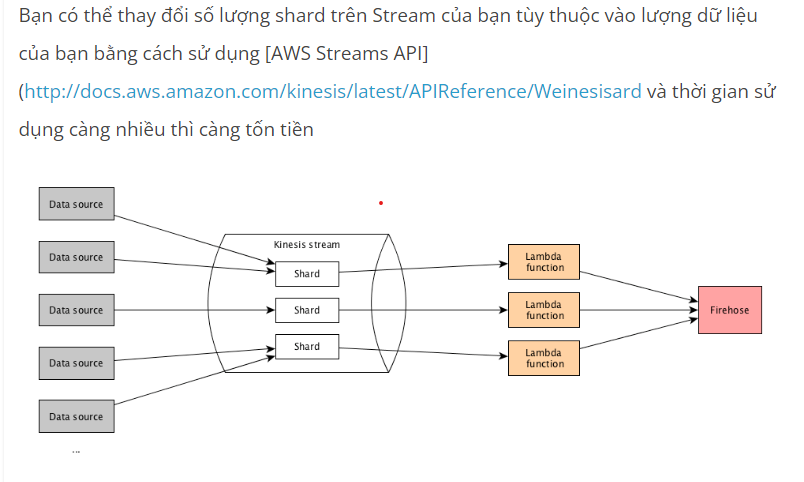 Bạn có thể thay đổi số lượng shard trên Stream của bạn tùy thuộc vào lượng dữ liệu
của bạn bằng cách sử dụng [AWS Streams API]
(http://docs.aws.amazon.com/kinesis/latest/APIReference/Weinesisard và thời gian sử
dụng càng nhiều thì càng tốn tiền
Data source
Data source
Data source
Data source
Data source
...
Kinesis stream
Shard
Shard
Shard
Lambda
function
Lambda
function
Lambda
function
Firehose